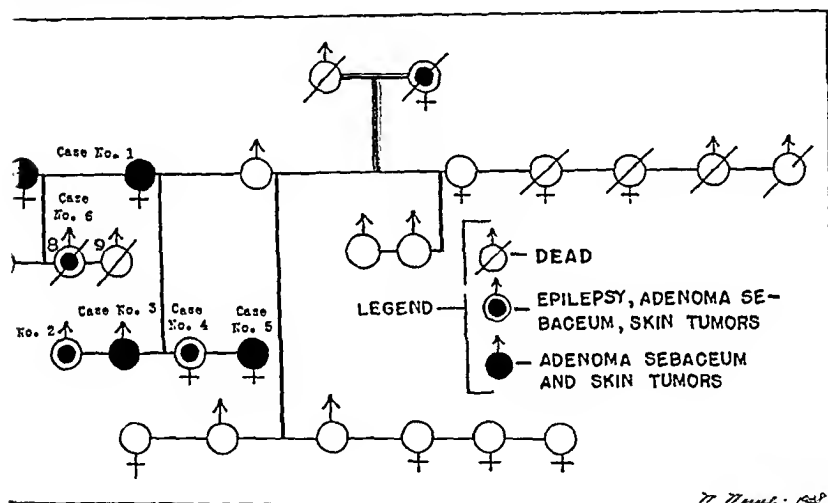 Case No. 1
Case
No. 6
8
9
No. 2
Case No. 3
Case
No. 4
Case
No. 5
LEGEND
DEAD
EPILEPSY, ADENOMA SE-
BACEUM, SKIN TUMORS
ADENOMA SEBACEUM
AND SKIN TUMORS